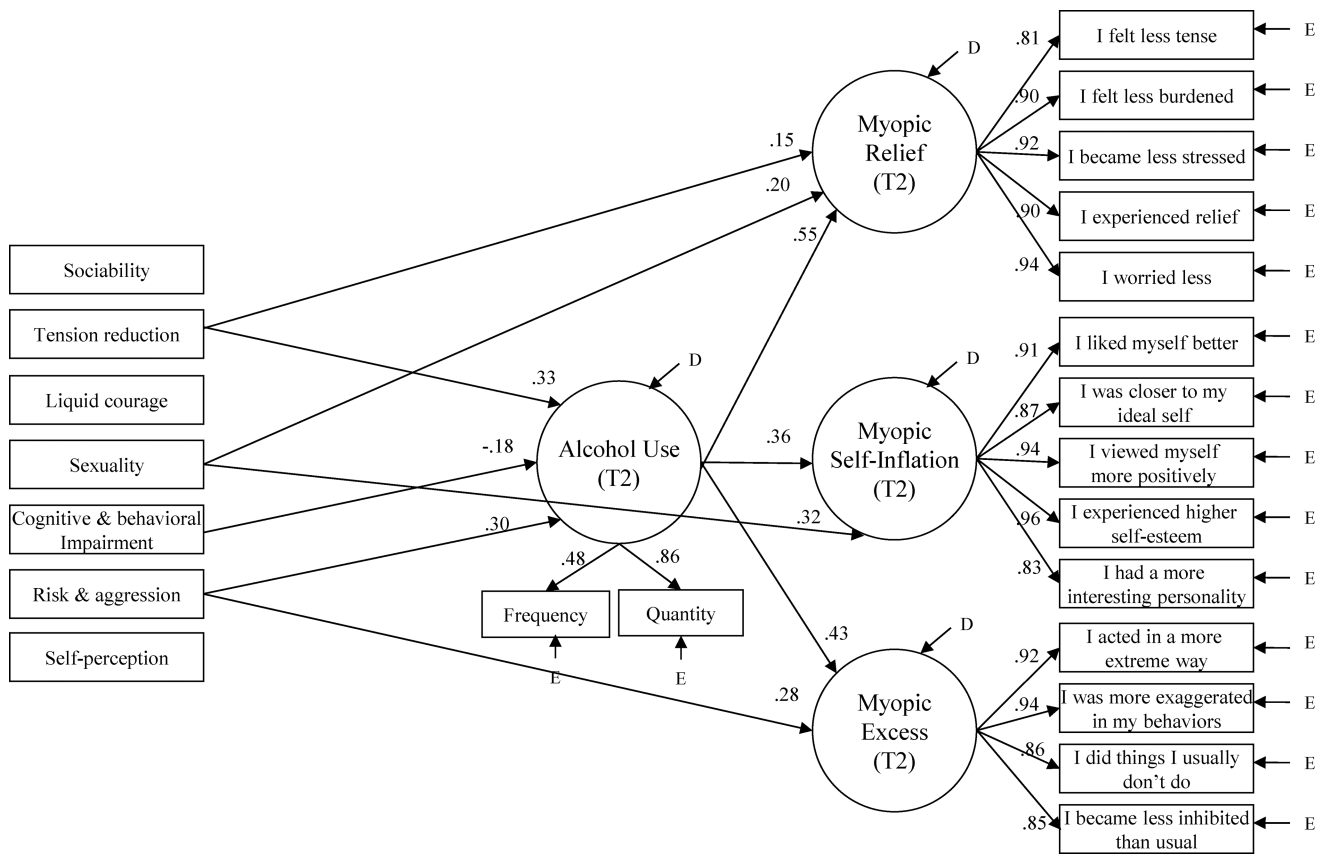 Sociability
Tension reduction
Liquid courage
Sexuality
Cognitive & behavioral
Impairment
Risk & aggression
Self-perception
.33
-.18
.30
D
Alcohol Use
(T2)
.48
.86
Frequency
Quantity
E
E
.15
.20
.55
.36
.32
.43
.28
D
Myopic
Relief
(T2)
D
Myopic
Self-Inflation
(T2)
D
Myopic
Excess
(T2)
.81
I felt less tense
E
.90
I felt less burdened
E
.92
I became less stressed
E
.90
I experienced relief
E
.94
I worried less
E
.91
I liked myself better
E
.87
I was closer to my
ideal self
E
.94
I viewed myself
more positively
E
.96
I experienced higher
self-esteem
E
.83
I had a more
interesting personality
E
.92
I acted in a more
extreme way
E
.94
I was more exaggerated
in my behaviors
E
.86
I did things I usually
don’t do
E
.85
I became less inhibited
than usual
E